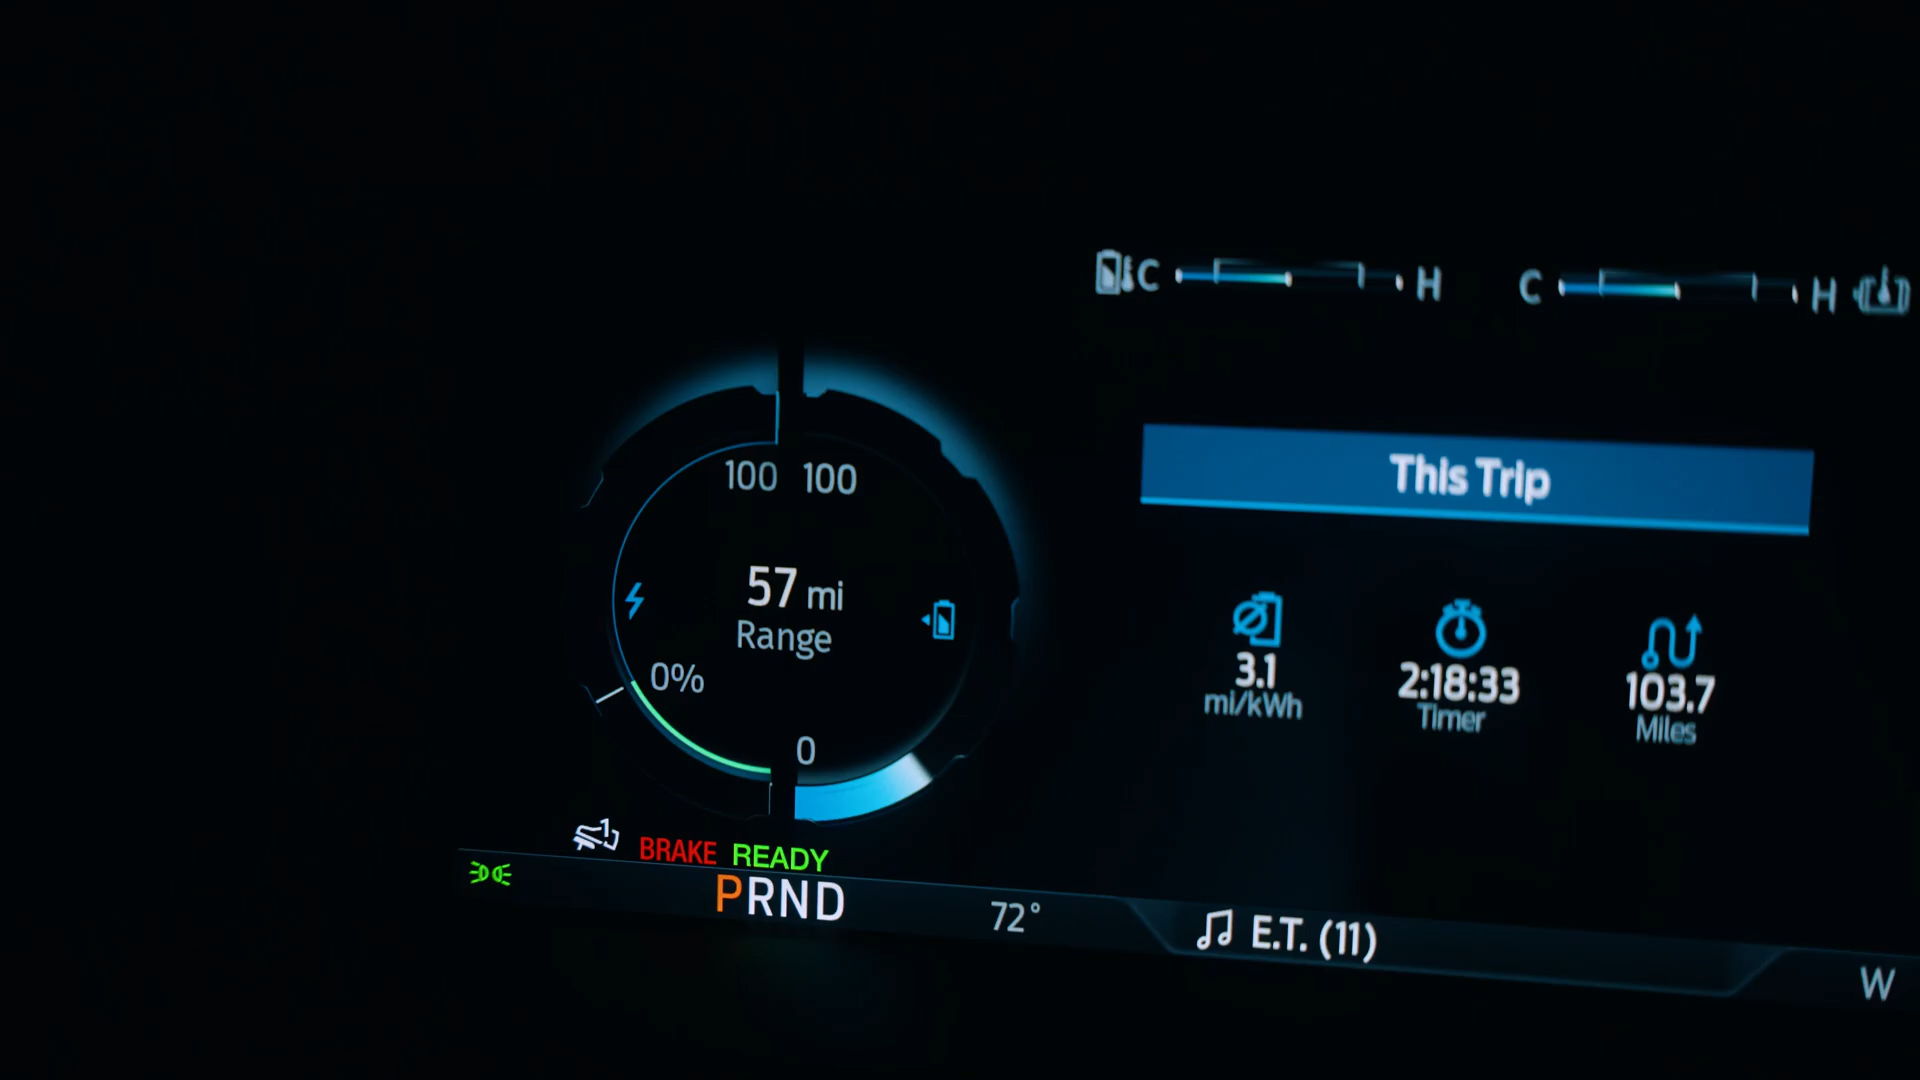 C H C H
This Trip
100 100
57 mi
Range
0%
0
3.1
mi/kWh
2:18:33
Timer
103.7
Miles
1
BRAKE READY
PRND
72°
E.T. (11)
W